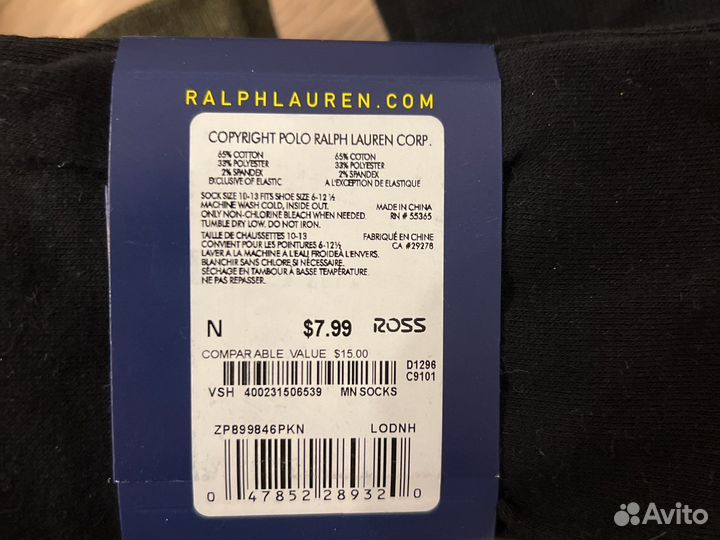 RALPHLAUREN.COM
COPYRIGHT POLO RALPH LAUREN CORP.
65% COTTON 65% COTON
33% POLYESTER 33% POLYESTER
2% SPANDEX 2% SPANDEX
EXCLUSIVE OF ELASTIC A L'EXCEPTION DE ELASTIQUE
SOCK SIZE 10-13 FITS SHOE SIZE 6-12 ½
MACHINE WASH COLD, INSIDE OUT. MADE IN CHINA
ONLY NON-CHLORINE BLEACH WHEN NEEDED. RN # 55365
TUMBLE DRY LOW. DO NOT IRON.
TAILLE DE CHAUSSETTES 10-13 FABRIQUÉ EN CHINE
CONVIENT POUR LES POINTURES 6-12½ CA #29278
LAVER A LA MACHINE A L'EAU FROIDE A L'ENVERS.
BLANCHIR SANS CHLORE, SI NÉCESSAIRE.
SÉCHAGE EN TAMBOUR À BASSE TEMPÉRATURE.
NE PAS REPASSER.
N $7.99 ROSS
COMPARABLE VALUE $15.00
D1296
C9101
VSH 400231506539 MN SOCKS
ZP899846PKN LODNH
0 47852 28932 0
Avito